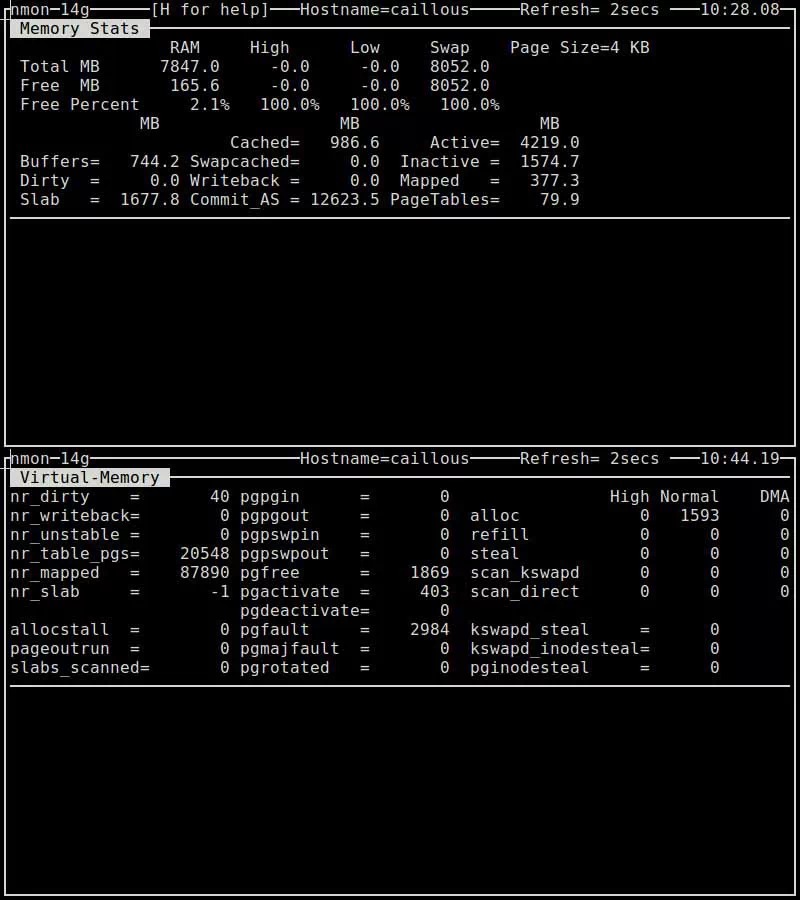 nmon-14g [H for help] Hostname=caillous Refresh= 2secs 10:28.08
Memory Stats
RAM High Low Swap Page Size=4 KB
Total MB 7847.0 -0.0 -0.0 8052.0
Free MB 165.6 -0.0 -0.0 8052.0
Free Percent 2.1% 100.0% 100.0% 100.0%
MB MB MB
Cached= 986.6 Active= 4219.0
Buffers= 744.2 Swapcached= 0.0 Inactive = 1574.7
Dirty = 0.0 Writeback = 0.0 Mapped = 377.3
Slab = 1677.8 Commit_AS = 12623.5 PageTables= 79.9
nmon-14g Hostname=caillous Refresh= 2secs 10:44.19
Virtual-Memory
nr_dirty = 40 pgpgin = 0 High Normal DMA
nr_writeback= 0 pgpgout = 0 alloc 0 1593 0
nr_unstable = 0 pgpswpin = 0 refill 0 0 0
nr_table_pgs= 20548 pgpswpout = 0 steal 0 0 0
nr_mapped = 87890 pgfree = 1869 scan_kswapd 0 0 0
nr_slab = -1 pgactivate = 403 scan_direct 0 0 0
pgdeactivate= 0
allocstall = 0 pgfault = 2984 kswapd_steal = 0
pageoutrun = 0 pgmajfault = 0 kswapd_inodesteal= 0
slabs_scanned= 0 pgrotated = 0 pginodesteal = 0